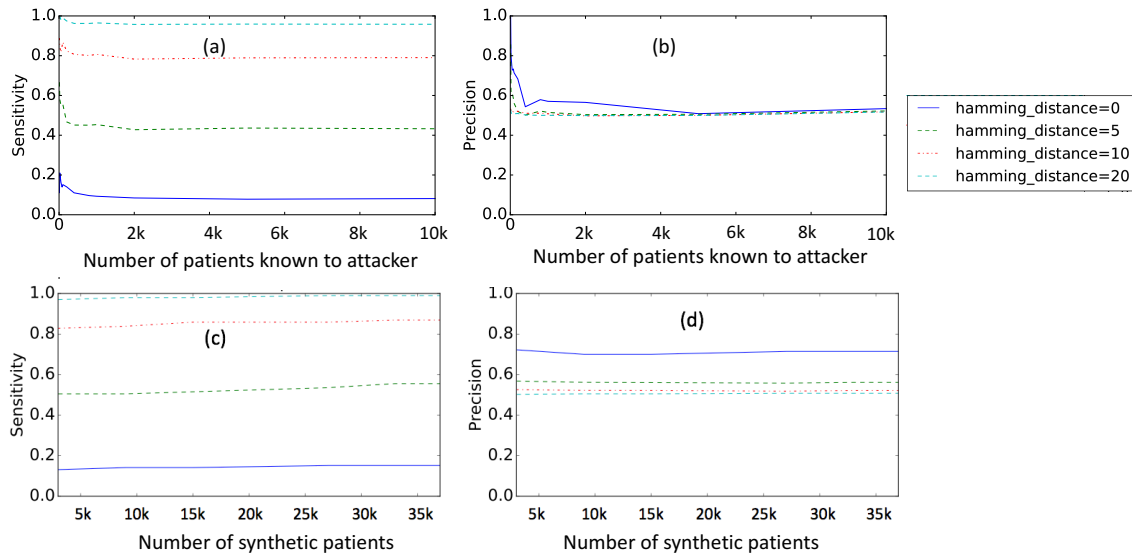 1.0
0.8
0.6
0.4
0.2
0.0
Sensitivity
(a)
0 2k 4k 6k 8k 10k
Number of patients known to attacker
1.0
0.8
0.6
0.4
0.2
0.0
Precision
(b)
0 2k 4k 6k 8k 10k
Number of patients known to attacker
hamming_distance=0
hamming_distance=5
hamming_distance=10
hamming_distance=20
1.0
0.8
0.6
0.4
0.2
0.0
Sensitivity
(c)
5k 10k 15k 20k 25k 30k 35k
Number of synthetic patients
1.0
0.8
0.6
0.4
0.2
0.0
Precision
(d)
5k 10k 15k 20k 25k 30k 35k
Number of synthetic patients